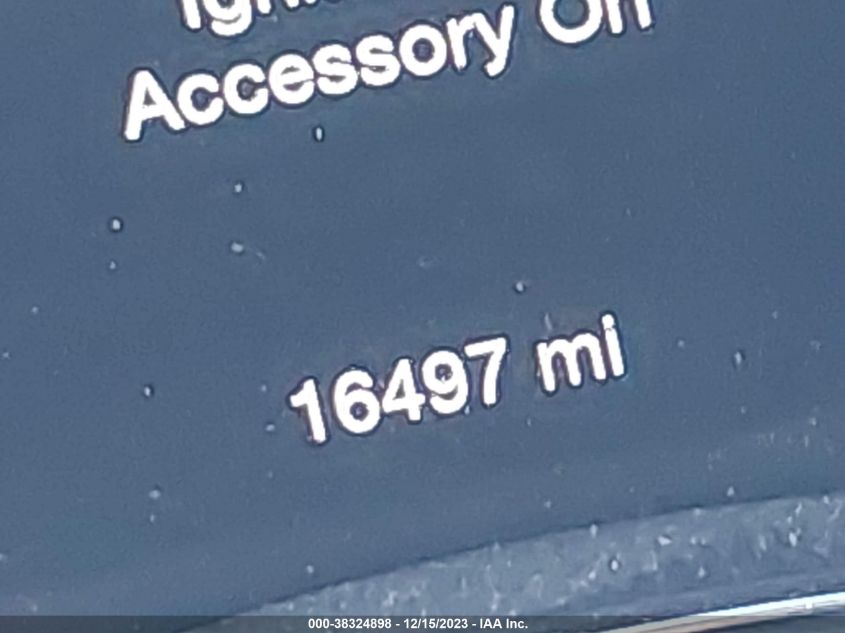 Accessory On
16497 mi
000-38324898 - 12/15/2023 - IAA Inc.